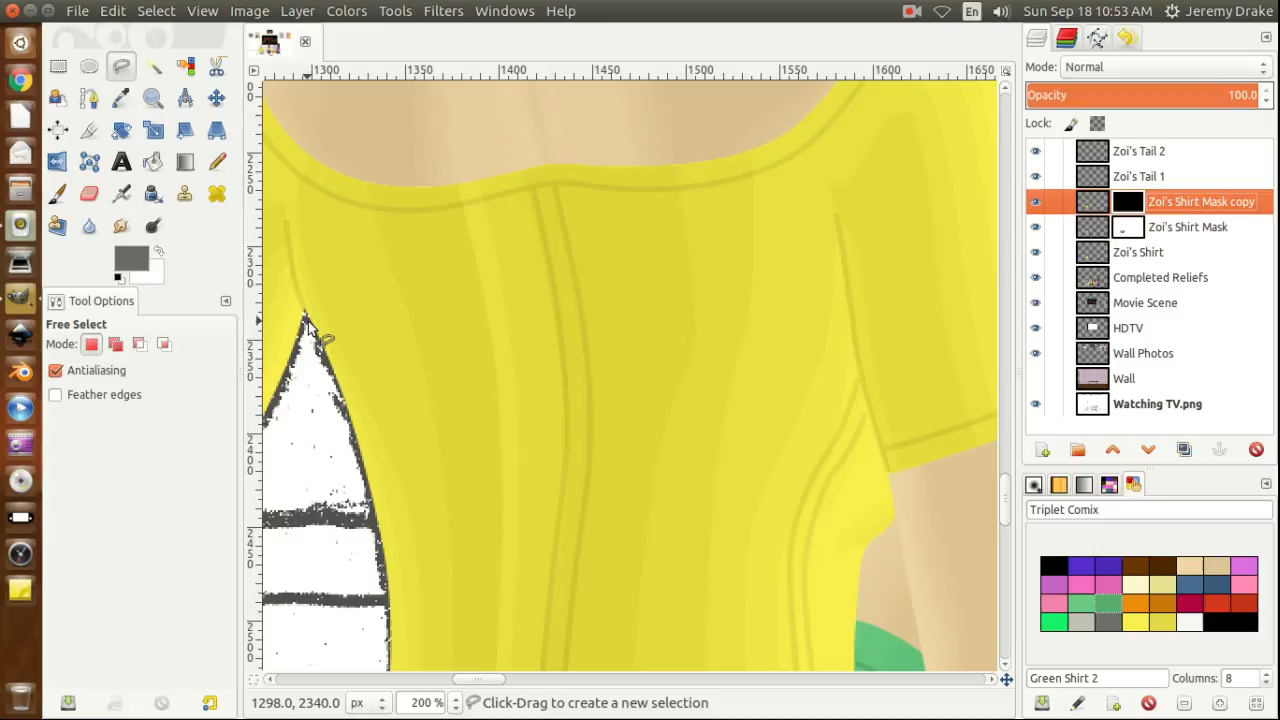 File Edit Select View Image Layer Colors Tools Filters Windows Help
En Sun Sep 18 10:53 AM Jeremy Drake
1300 1350 1400 1450 1500 1550 1600 1650
Mode: Normal
Opacity 100.0
Lock:
Zoi's Tail 2
Zoi's Tail 1
Zoi's Shirt Mask copy
Zoi's Shirt Mask
Zoi's Shirt
Completed Reliefs
Movie Scene
HDTV
Wall Photos
Wall
Watching TV.png
Tool Options
Free Select
Mode:
Antialiasing
Feather edges
Triplet Comix
Green Shirt 2 Columns: 8
1298.0, 2340.0 px 200 % Click-Drag to create a new selection